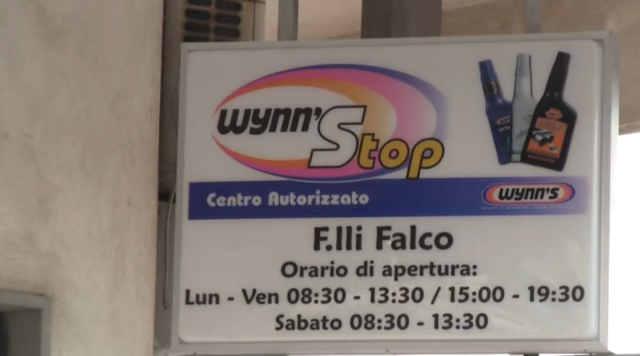 Wynn's Stop
Centro Autorizzato
Wynn's
F.lli Falco
Orario di apertura:
Lun - Ven 08:30 - 13:30 / 15:00 - 19:30
Sabato 08:30 - 13:30